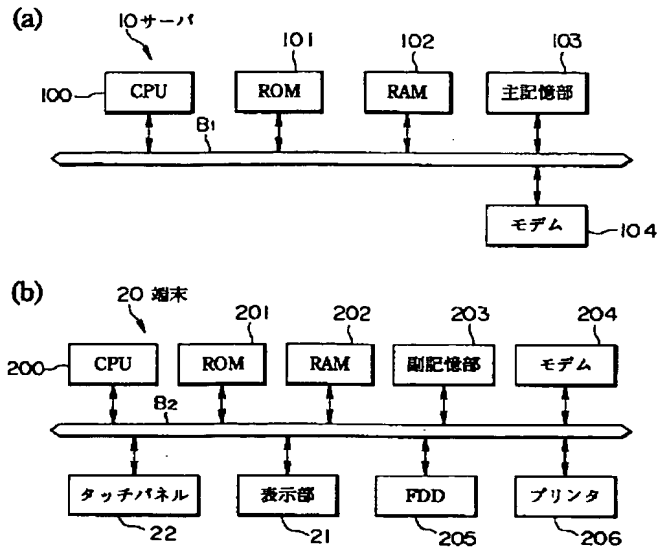 (a)
10 サーバ
101
102
103
100
CPU
ROM
RAM
主記憶部
B1
モデム
104
(b)
20 端末
201
202
203
204
200
CPU
ROM
RAM
副記憶部
モデム
B2
タッチパネル
表示部
FDD
プリンタ
22
21
205
206